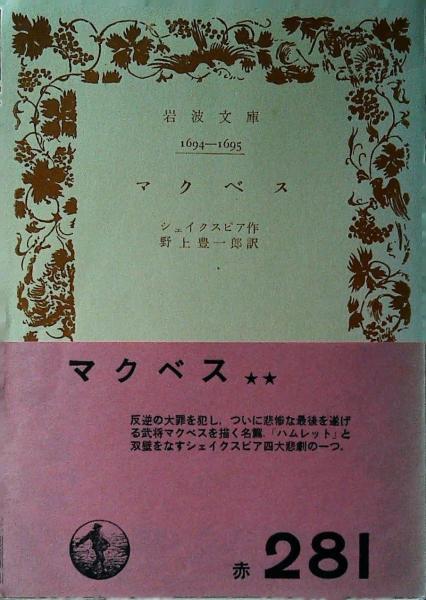 岩波文庫
1694—1695
マクベス
シェイクスピア作
野上豊一郎訳
マクベス ★★
反逆の大罪を犯し，ついに悲惨な最後を遂げ
る武将マクベスを描く名篇.「ハムレット」と
双璧をなすシェイクスピア四大悲劇の一つ．
赤 281